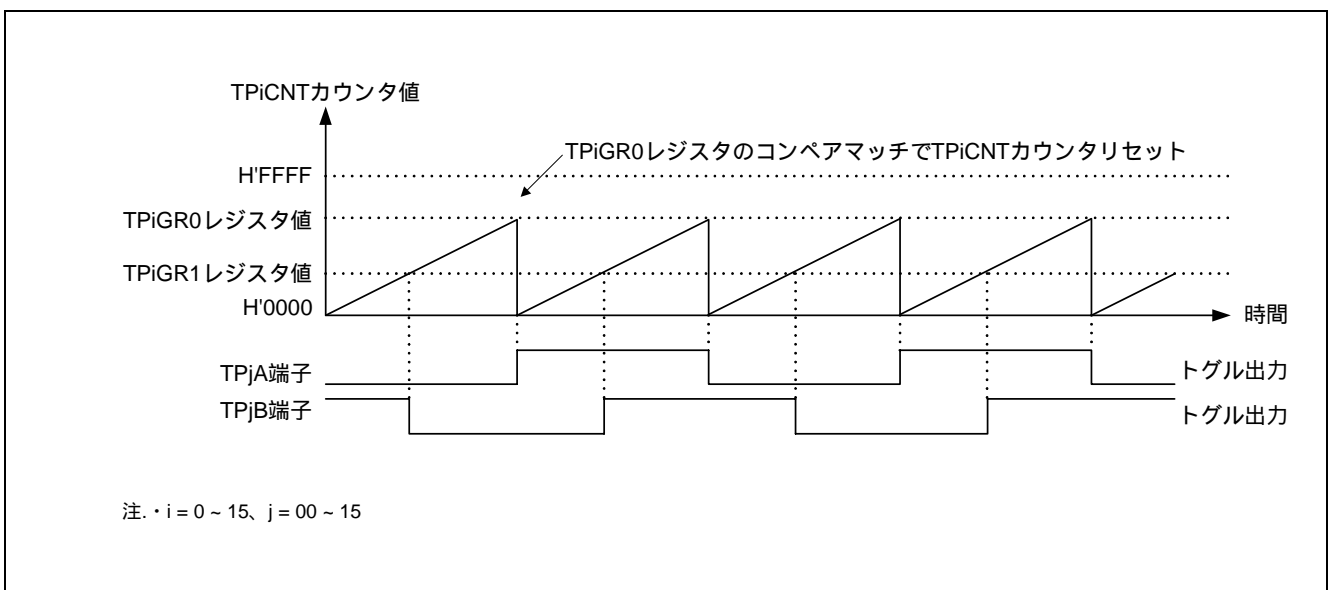 TPiCNTカウンタ値
TPiGR0レジスタのコンペアマッチでTPiCNTカウンタリセット
H'FFFF
TPiGR0レジスタ値
TPiGR1レジスタ値
H'0000
時間
TPjA端子
トグル出力
TPjB端子
トグル出力
注.・i = 0 ~ 15、j = 00 ~ 15